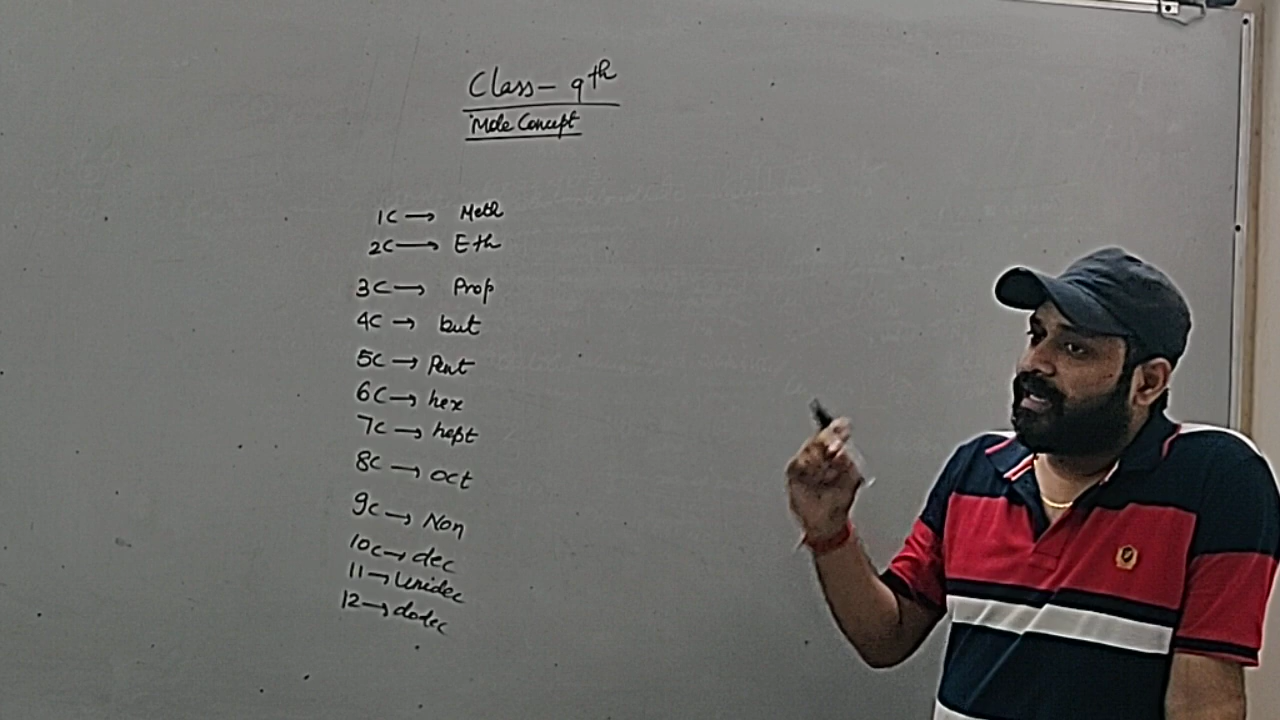 Class- 9th
Mole Concept
1C → Meth
2C → Eth
3C → Prop
4C → but
5C → Pent
6C → hex
7C → hept
8C → oct
9C → Non
10C → dec
11 → Unidec
12 → dodec